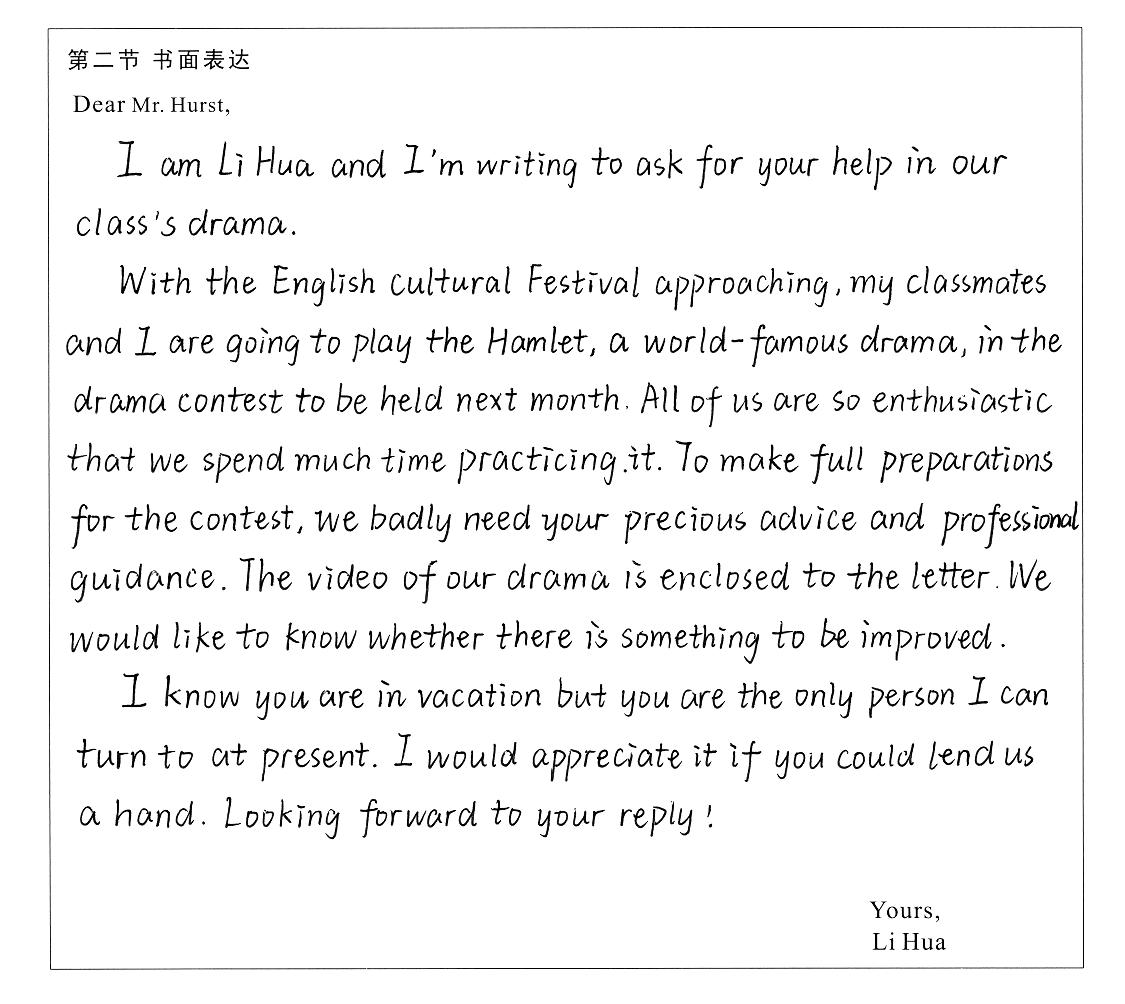 第二节 书面表达
Dear Mr. Hurst,
I am Li Hua and I'm writing to ask for your help in our
class's drama.
With the English Cultural Festival approaching, my classmates
and I are going to play the Hamlet, a world-famous drama, in the
drama contest to be held next month. All of us are so enthusiastic
that we spend much time practicing it. To make full preparations
for the contest, we badly need your precious advice and professional
guidance. The video of our drama is enclosed to the letter. We
would like to know whether there is something to be improved.
I know you are in vacation but you are the only person I can
turn to at present. I would appreciate it if you could lend us
a hand. Looking forward to your reply!
Yours,
Li Hua